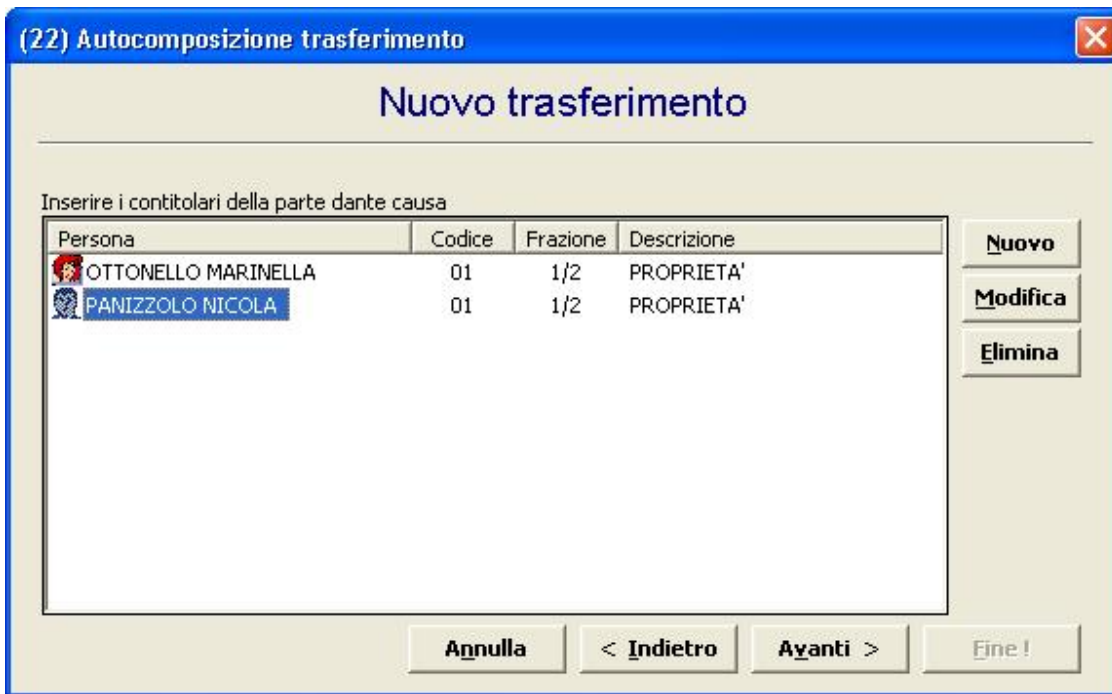 (22) Autocomposizione trasferimento
Nuovo trasferimento
Inserire i contitolari della parte dante causa
Persona Codice Frazione Descrizione
OTTONELLO MARINELLA 01 1/2 PROPRIETA'
PANIZZOLO NICOLA 01 1/2 PROPRIETA'
Nuovo
Modifica
Elimina
Annulla < Indietro Avanti > Fine !